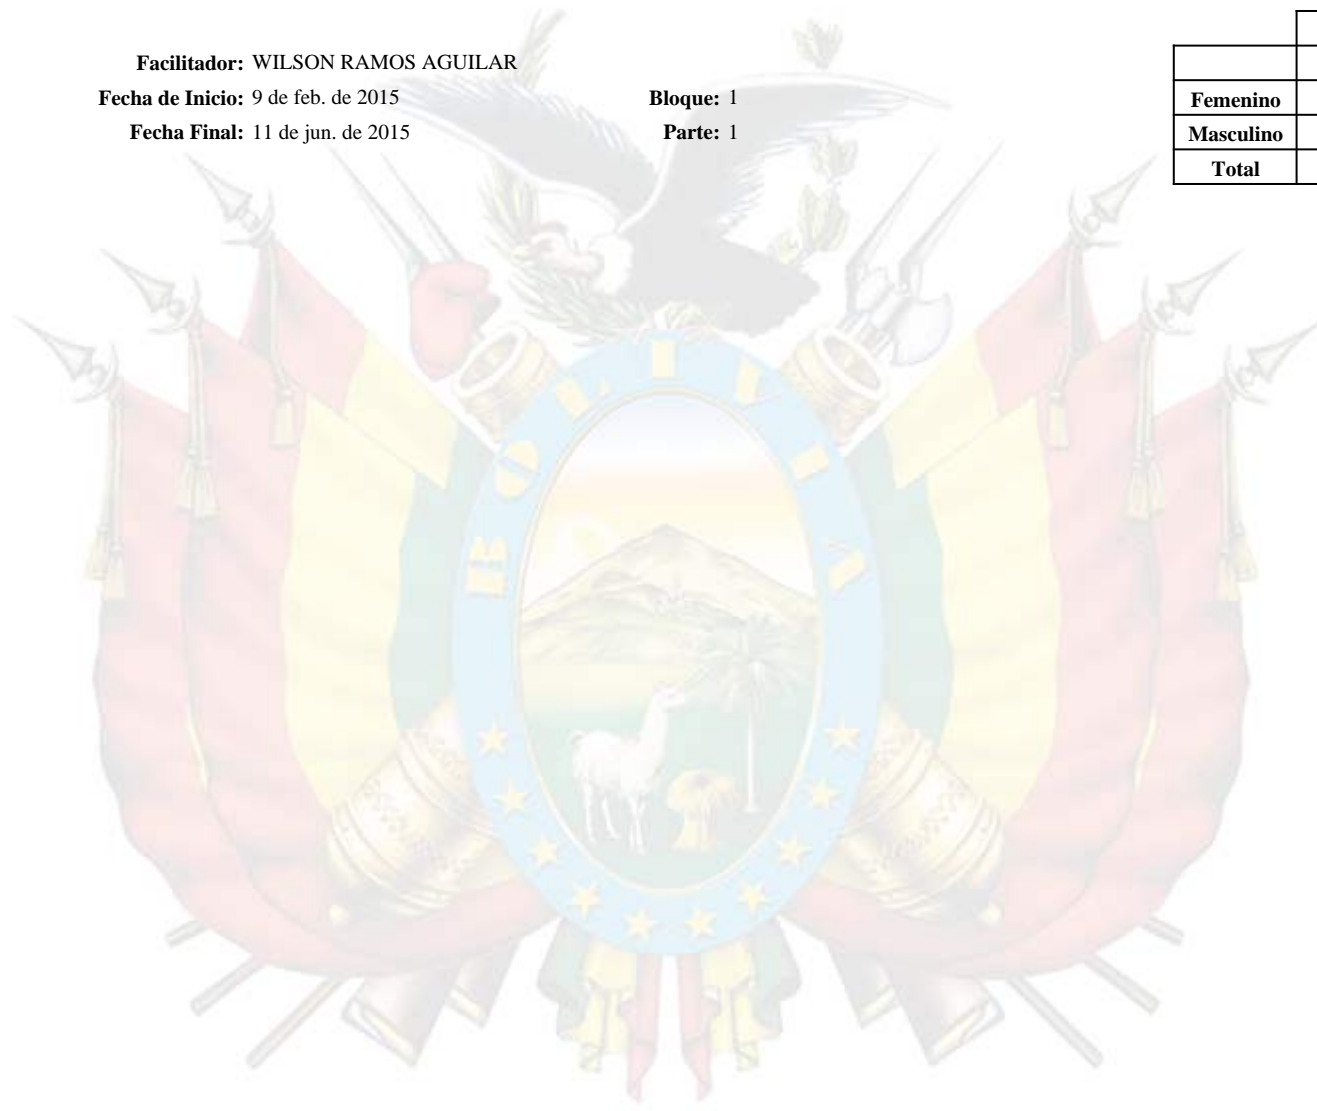 Facilitador: WILSON RAMOS AGUILAR
Fecha de Inicio: 9 de feb. de 2015 Bloque: 1
Fecha Final: 11 de jun. de 2015 Parte: 1
Femenino
Masculino
Total
BOLIVIA